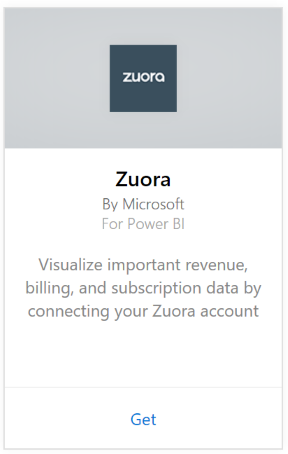 zuora
Zuora
By Microsoft
For Power BI
Visualize important revenue,
billing, and subscription data by
connecting your Zuora account
Get